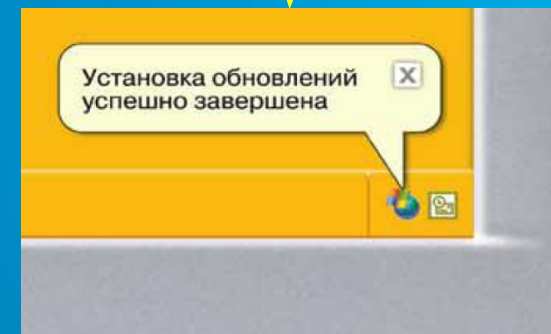 Установка обновлений
успешно завершена